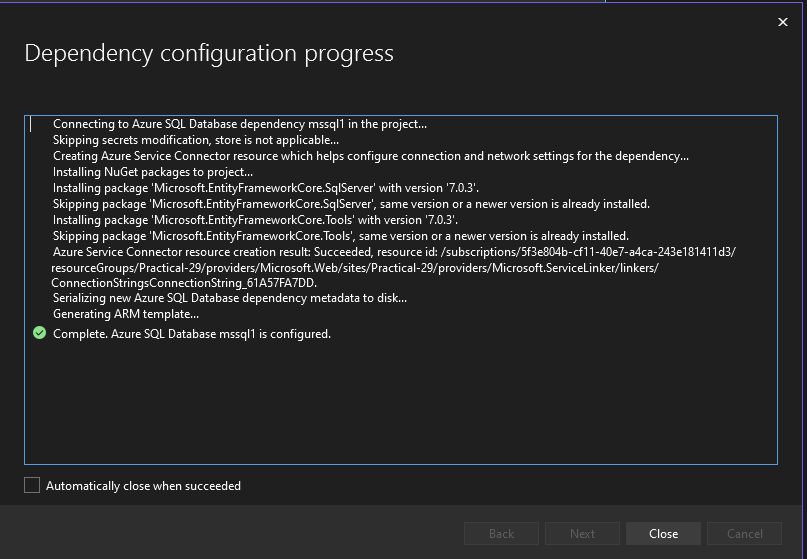 Dependency configuration progress
Connecting to Azure SQL Database dependency mssql1 in the project...
Skipping secrets modification, store is not applicable...
Creating Azure Service Connector resource which helps configure connection and network settings for the dependency...
Installing NuGet packages to project...
Installing package 'Microsoft.EntityFrameworkCore.SqlServer' with version '7.0.3'.
Skipping package 'Microsoft.EntityFrameworkCore.SqlServer', same version or a newer version is already installed.
Installing package 'Microsoft.EntityFrameworkCore.Tools' with version '7.0.3'.
Skipping package 'Microsoft.EntityFrameworkCore.Tools', same version or a newer version is already installed.
Azure Service Connector resource creation result: Succeeded, resource id: /subscriptions/5f3e804b-cf11-40e7-a4ca-243e181411d3/
resourceGroups/Practical-29/providers/Microsoft.Web/sites/Practical-29/providers/Microsoft.ServiceLinker/linkers/
ConnectionStringsConnectionString_61A57FA7DD.
Serializing new Azure SQL Database dependency metadata to disk...
Generating ARM template...
Complete. Azure SQL Database mssql1 is configured.
Automatically close when succeeded
Back Next Close Cancel